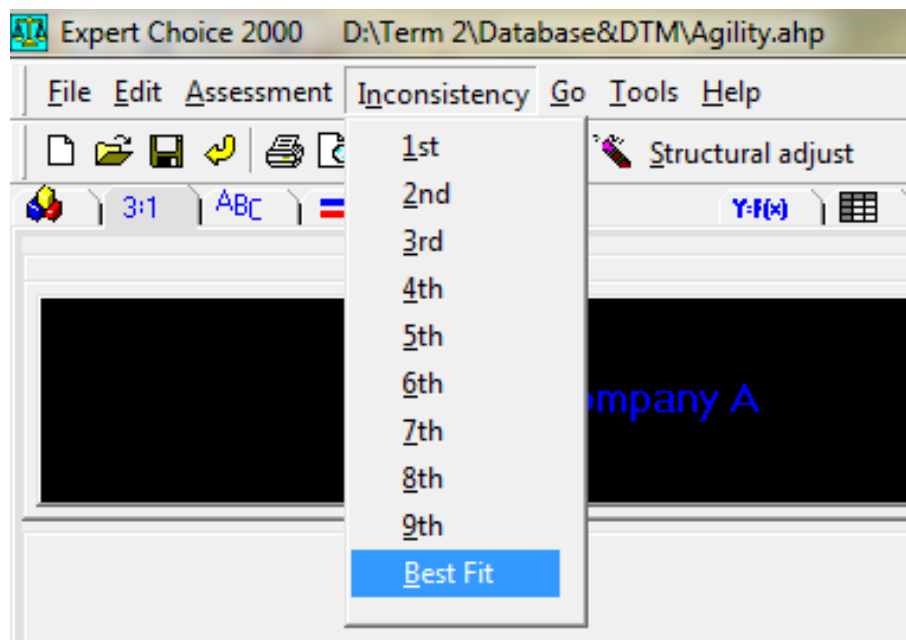 Expert Choice 2000 D:\Term 2\Database&DTM\Agility.ahp
File Edit Assessment Inconsistency Go Tools Help
1st
Structural adjust
2nd
3:1 ABC Y=F(x)
3rd
4th
5th
6th
ompany A
7th
8th
9th
Best Fit